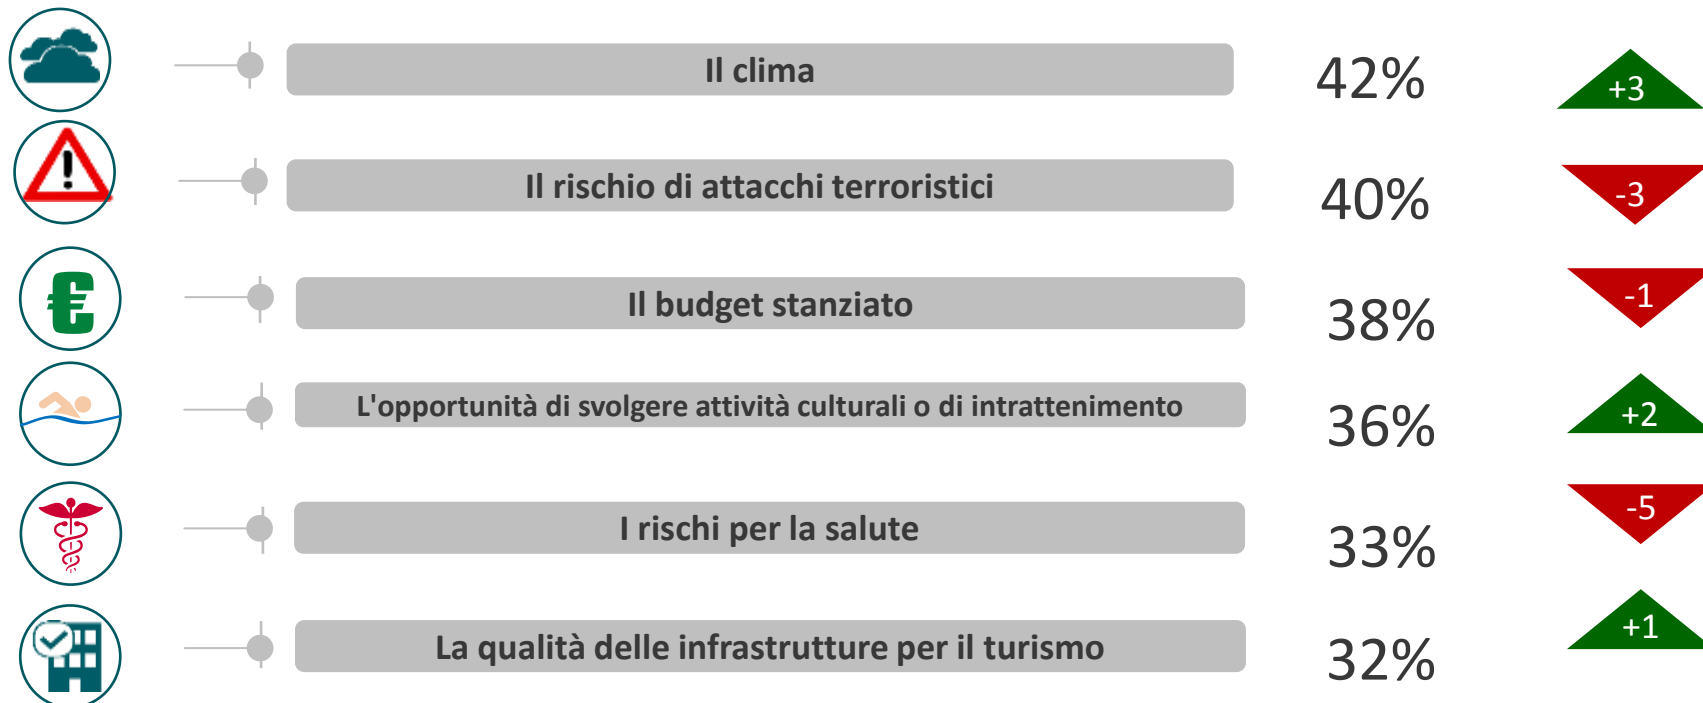 Il clima 42% +3
Il rischio di attacchi terroristici 40% -3
€ Il budget stanziato 38% -1
L'opportunità di svolgere attività culturali o di intrattenimento 36% +2
I rischi per la salute 33% -5
La qualità delle infrastrutture per il turismo 32% +1